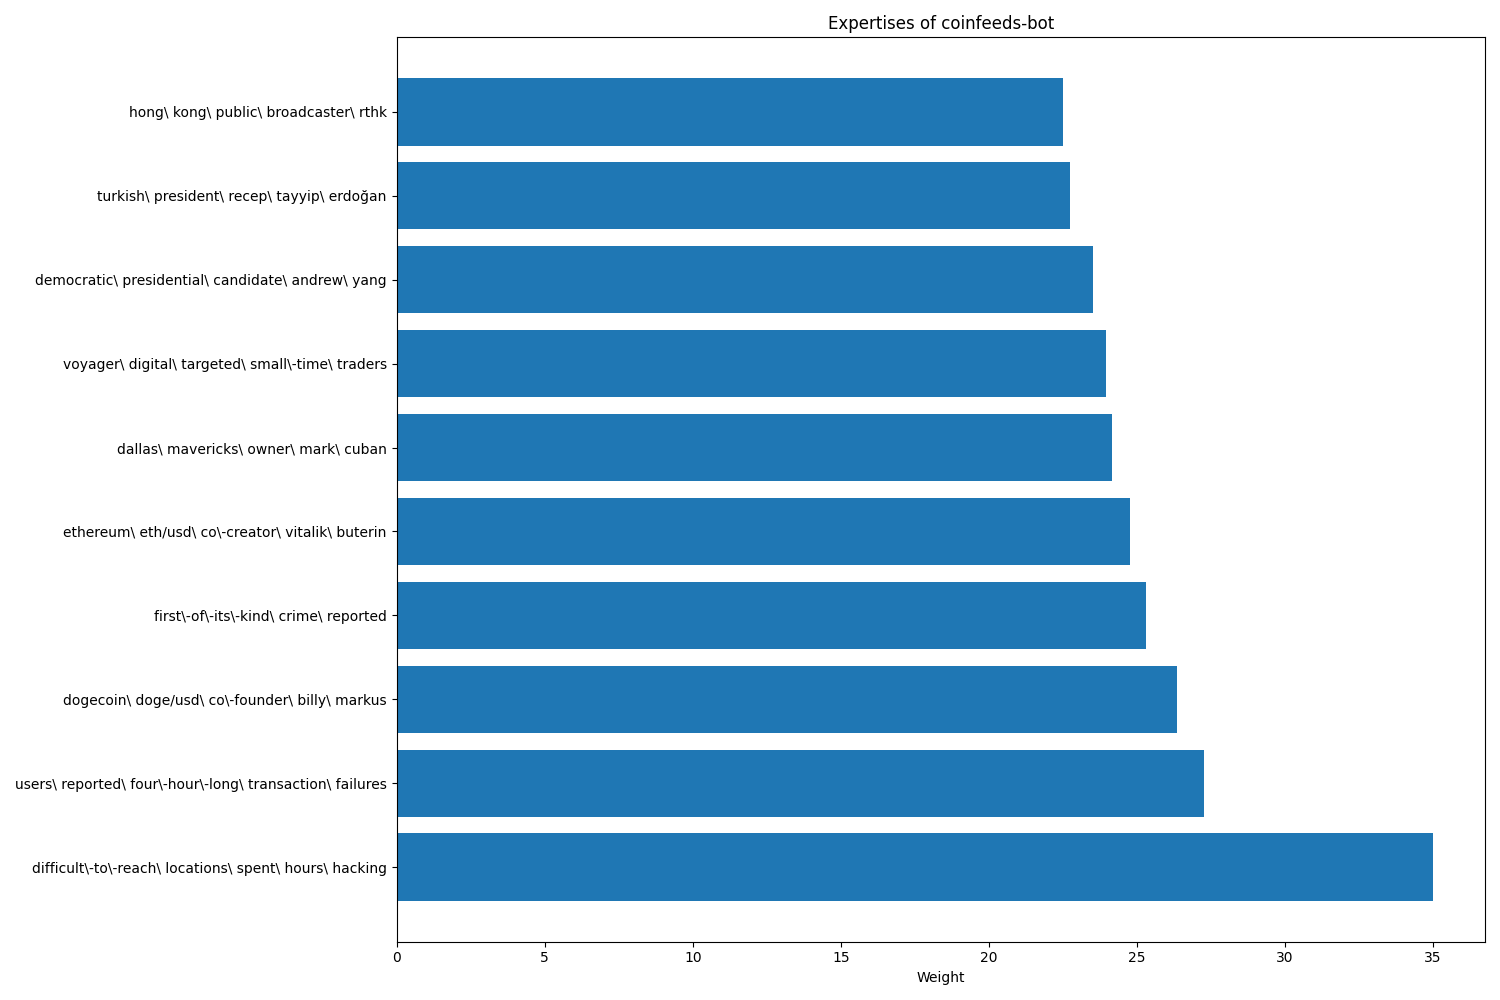 Expertises of coinfeeds-bot
hong\ kong\ public\ broadcaster\ rthk
turkish\ president\ recep\ tayyip\ erdoğan
democratic\ presidential\ candidate\ andrew\ yang
voyager\ digital\ targeted\ small\-time\ traders
dallas\ mavericks\ owner\ mark\ cuban
ethereum\ eth/usd\ co\-creator\ vitalik\ buterin
first\-of\-its\-kind\ crime\ reported
dogecoin\ doge/usd\ co\-founder\ billy\ markus
users\ reported\ four\-hour\-long\ transaction\ failures
difficult\-to\-reach\ locations\ spent\ hours\ hacking
0 5 10 15 20 25 30 35
Weight